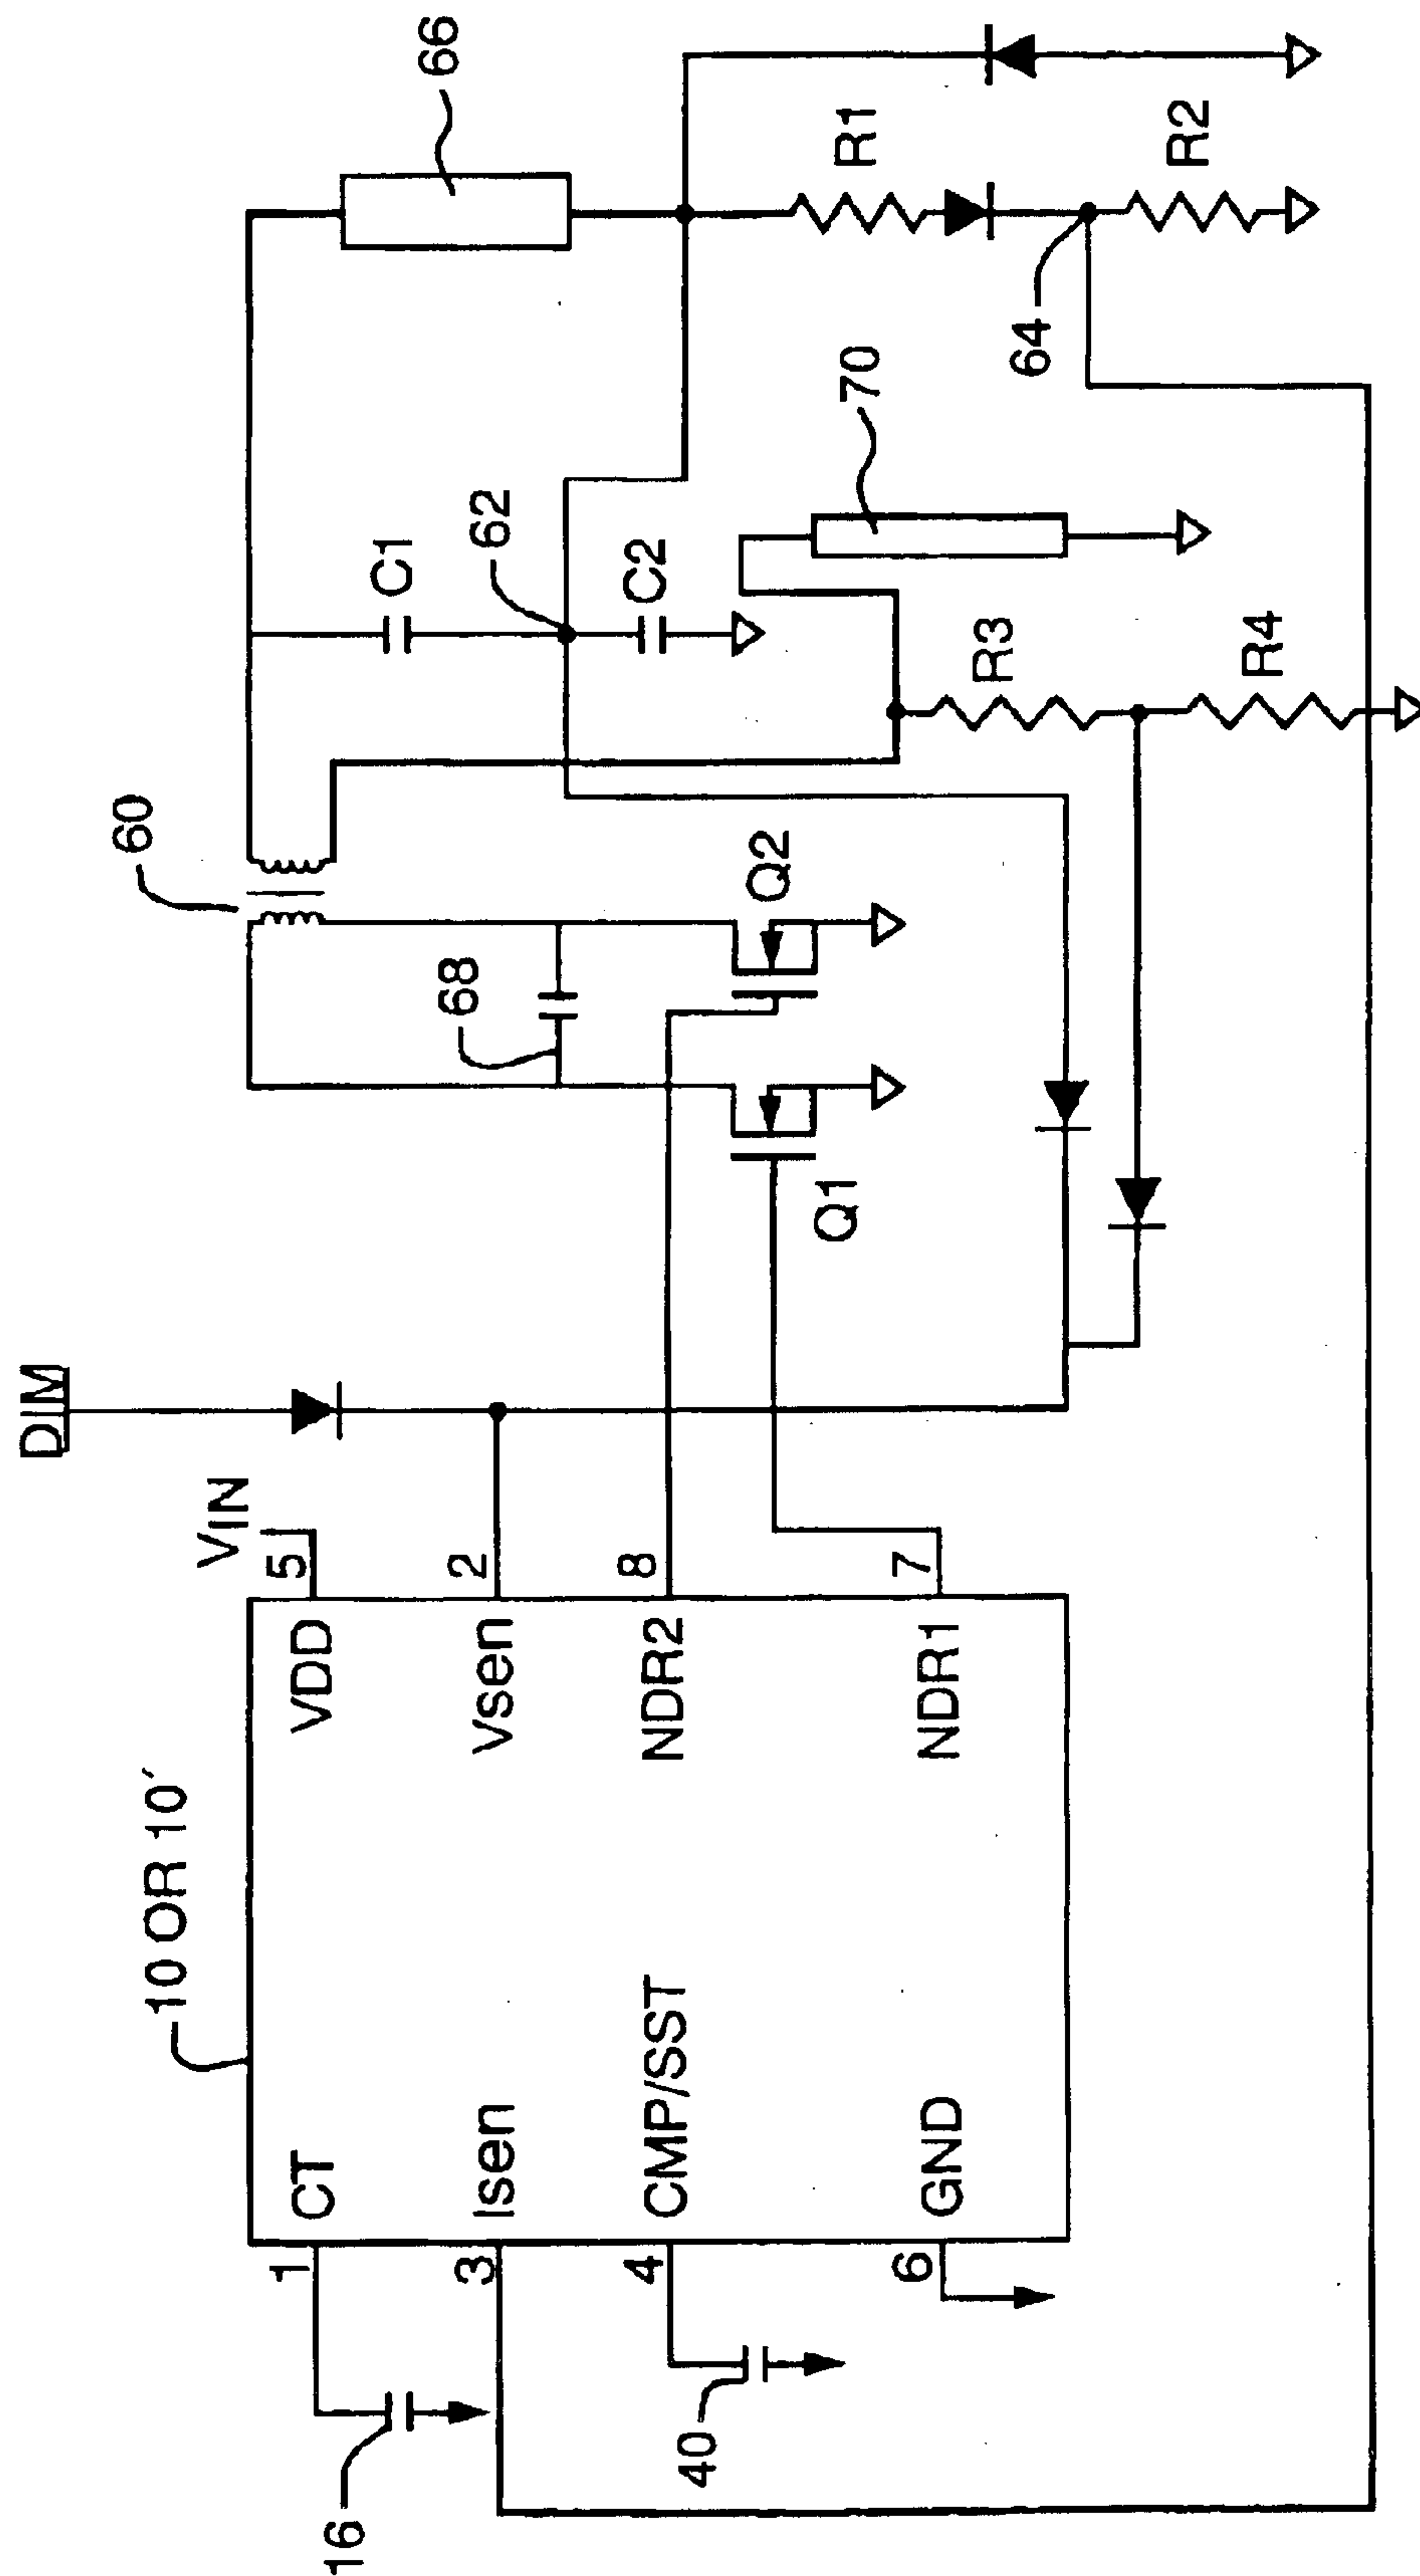 DIM
10 OR 10′
VIN
60
66
16
1
CT
VDD
5
3
Isen
Vsen
2
68
C1
62
4
CMP/SST
NDR2
8
C2
40
Q2
Q1
70
R1
6
GND
NDR1
7
R3
64
R4
R2